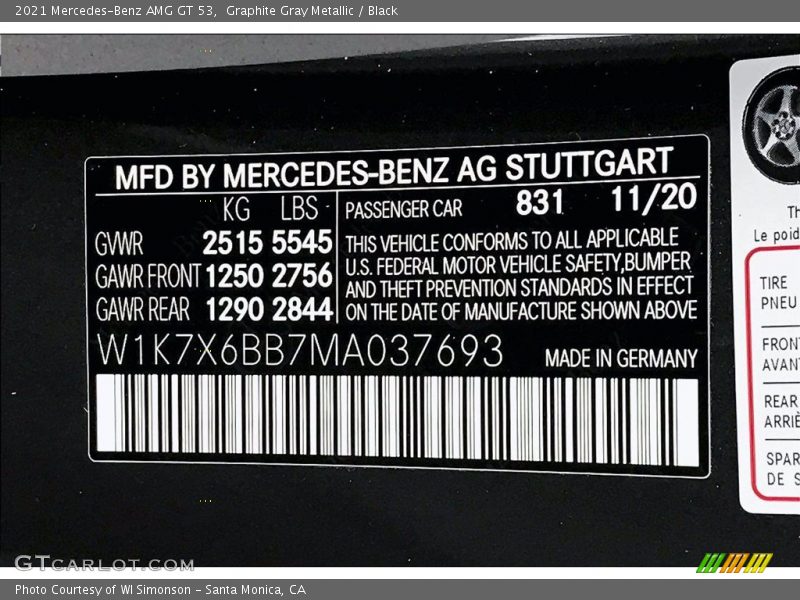 2021 Mercedes-Benz AMG GT 53, Graphite Gray Metallic / Black
MFD BY MERCEDES-BENZ AG STUTTGART
KG LBS
GVWR 2515 5545
GAWR FRONT 1250 2756
GAWR REAR 1290 2844
PASSENGER CAR 831 11/20
THIS VEHICLE CONFORMS TO ALL APPLICABLE
U.S. FEDERAL MOTOR VEHICLE SAFETY, BUMPER
AND THEFT PREVENTION STANDARDS IN EFFECT
ON THE DATE OF MANUFACTURE SHOWN ABOVE
W1K7X6BB7MA037693 MADE IN GERMANY
Th
Le poid
TIRE
PNEU
FRONT
AVAN
REAR
ARRIÈ
SPAR
DE S
GTCARLOT.COM
Photo Courtesy of WI Simonson - Santa Monica, CA